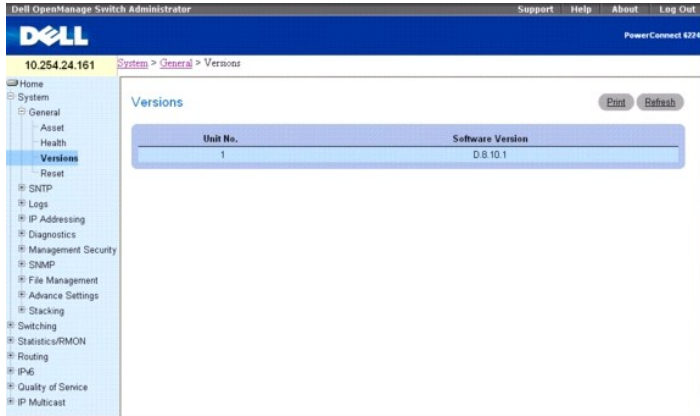 Dell OpenManage Switch Administrator Support Help About Log Out
DELL
PowerConnect 6224
10.254.24.161 System > General > Versions
Home
System
General
Asset
Health
Versions
Reset
SNTP
Logs
IP Addressing
Diagnostics
Management Security
SNMP
File Management
Advance Settings
Stacking
Switching
Statistics/RMON
Routing
IPv6
Quality of Service
IP Multicast
Versions
Print Refresh
Unit No. Software Version
1 D.8.10.1